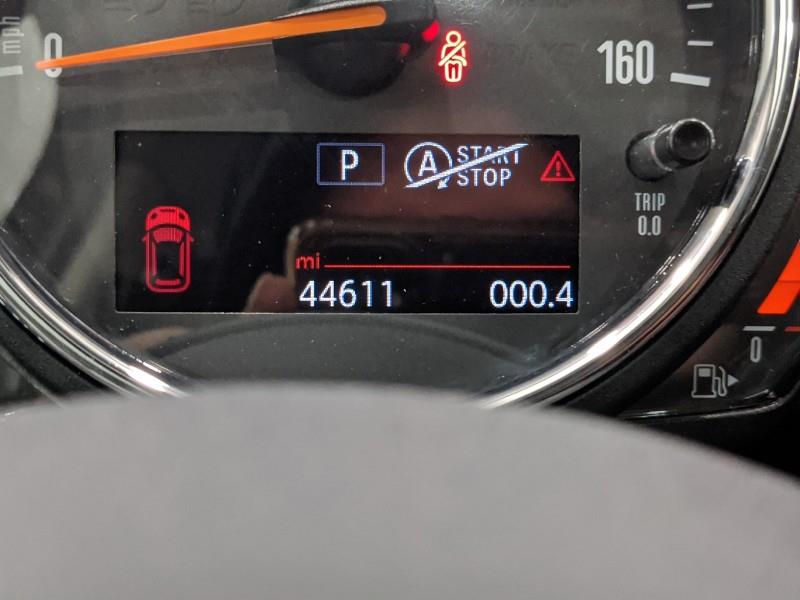 mph
0
160
P
A START
STOP
TRIP
0.0
mi
44611 000.4
0